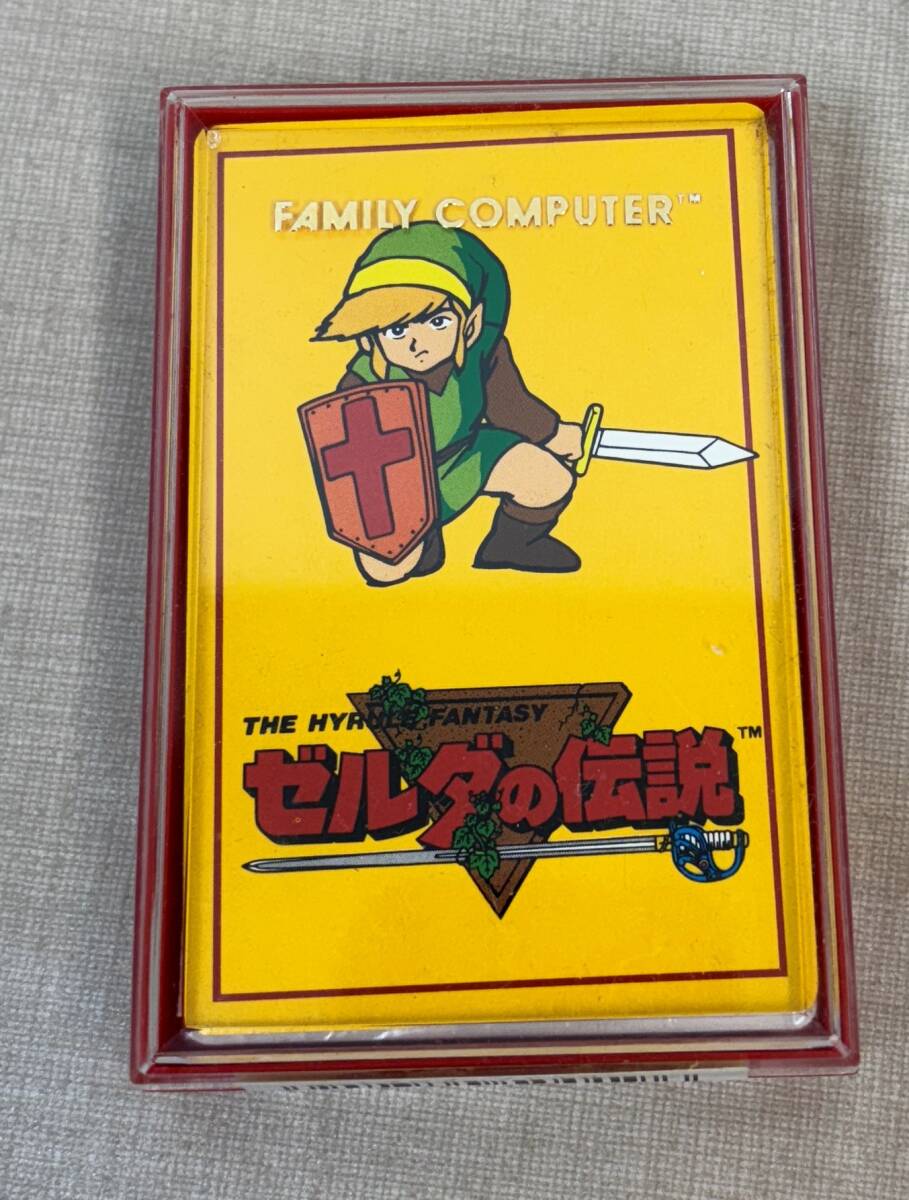 FAMILY COMPUTER™
THE HYRULE FANTASY
ゼルダの伝説™